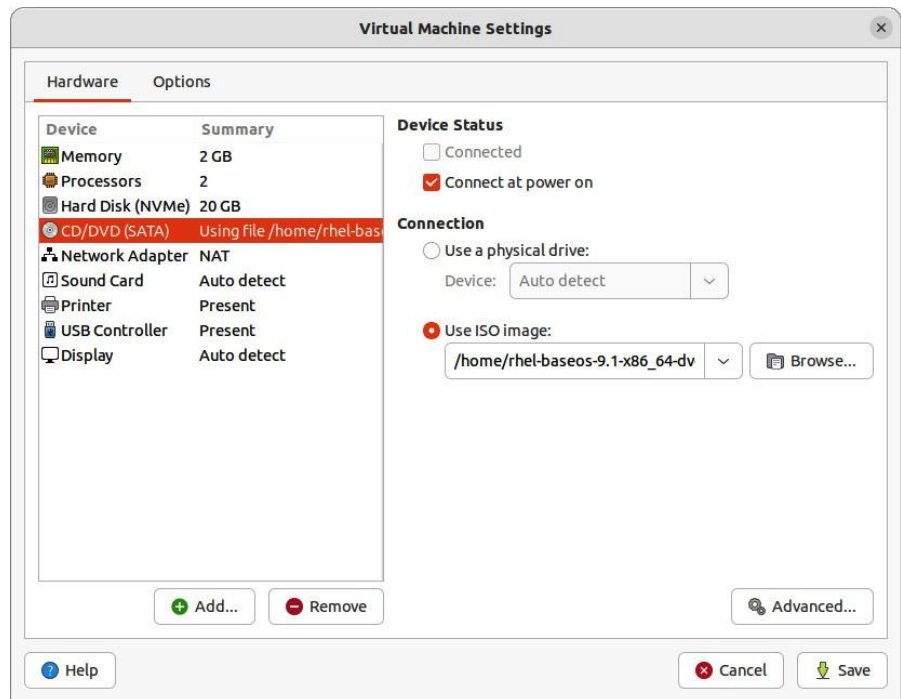 Virtual Machine Settings
Hardware Options
Device Summary
Memory 2 GB
Processors 2
Hard Disk (NVMe) 20 GB
CD/DVD (SATA) Using file /home/rhel-bas
Network Adapter NAT
Sound Card Auto detect
Printer Present
USB Controller Present
Display Auto detect
Add... Remove
Device Status
Connected
Connect at power on
Connection
Use a physical drive:
Device: Auto detect
Use ISO image:
/home/rhel-baseos-9.1-x86_64-dv Browse...
Advanced...
Help Cancel Save